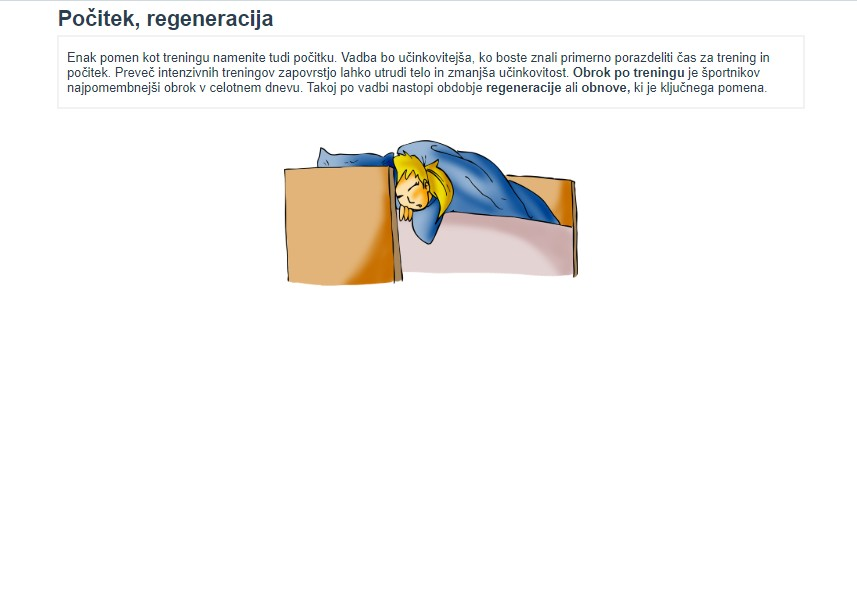 Počitek, regeneracija
Enak pomen kot treningu namenite tudi počitku. Vadba bo učinkovitejša, ko boste znali primerno porazdeliti čas za trening in
počitek. Preveč intenzivnih treningov zapovrstjo lahko utrudi telo in zmanjša učinkovitost. Obrok po treningu je športnikov
najpomembnejši obrok v celotnem dnevu. Takoj po vadbi nastopi obdobje regeneracije ali obnove, ki je ključnega pomena.